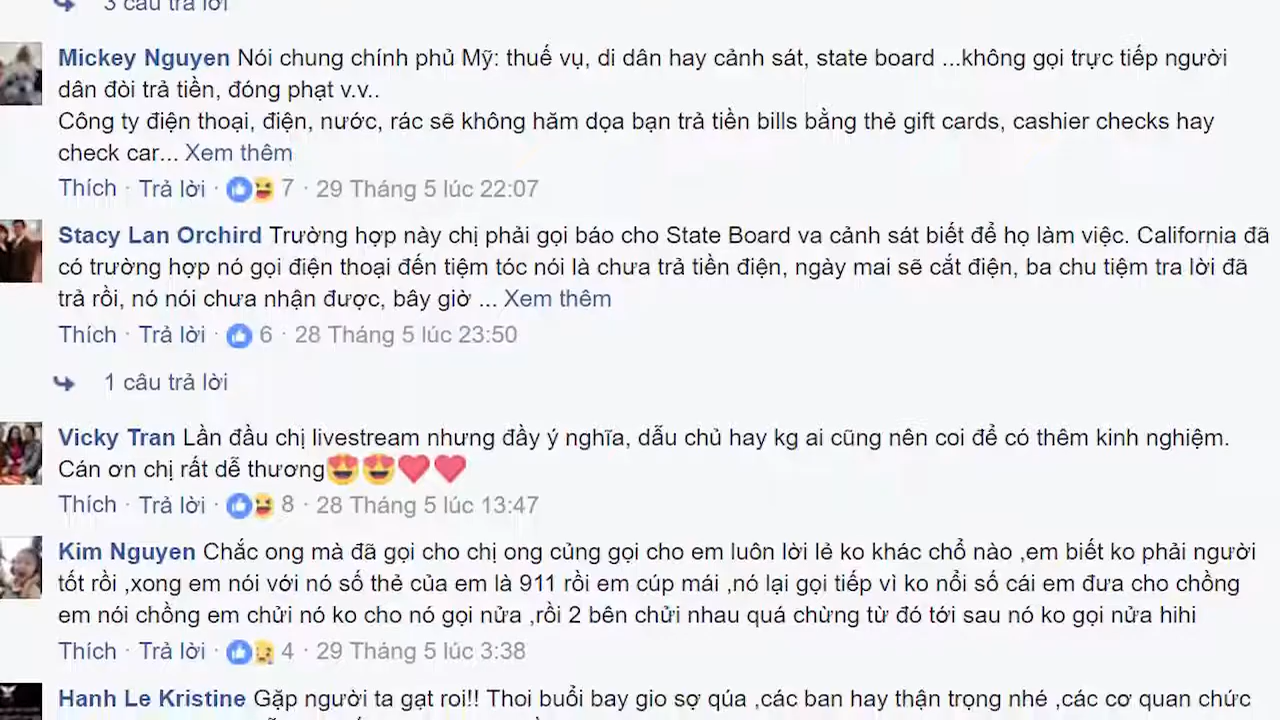 3 câu trả lời
Mickey Nguyen Nói chung chính phủ Mỹ: thuế vụ, di dân hay cảnh sát, state board ...không gọi trực tiếp người
dân đòi trả tiền, đóng phạt v.v..
Công ty điện thoại, điện, nước, rác sẽ không hăm dọa bạn trả tiền bills bằng thẻ gift cards, cashier checks hay
check car... Xem thêm
Thích · Trả lời · 7 · 29 Tháng 5 lúc 22:07
Stacy Lan Orchird Trường hợp này chị phải gọi báo cho State Board va cảnh sát biết để họ làm việc. California đã
có trường hợp nó gọi điện thoại đến tiệm tóc nói là chưa trả tiền điện, ngày mai sẽ cắt điện, ba chu tiệm tra lời đã
trả rồi, nó nói chưa nhận được, bây giờ ... Xem thêm
Thích · Trả lời · 6 · 28 Tháng 5 lúc 23:50
1 câu trả lời
Vicky Tran Lần đầu chị livestream nhưng đầy ý nghĩa, dẫu chủ hay kg ai cũng nên coi để có thêm kinh nghiệm.
Cán ơn chị rất dễ thương😍😍❤❤
Thích · Trả lời · 8 · 28 Tháng 5 lúc 13:47
Kim Nguyen Chắc ong mà đã gọi cho chị ong củng gọi cho em luôn lời lẻ ko khác chổ nào ,em biết ko phải người
tốt rồi ,xong em nói với nó số thẻ của em là 911 rồi em cúp mái ,nó lại gọi tiếp vì ko nổi số cái em đưa cho chồng
em nói chồng em chửi nó ko cho nó gọi nửa ,rồi 2 bên chửi nhau quá chừng từ đó tới sau nó ko gọi nửa hihi
Thích · Trả lời · 4 · 29 Tháng 5 lúc 3:38
Hanh Le Kristine Gặp người ta gạt roi!! Thoi buổi bay gio sợ qúa ,các ban hay thận trọng nhé ,các cơ quan chức